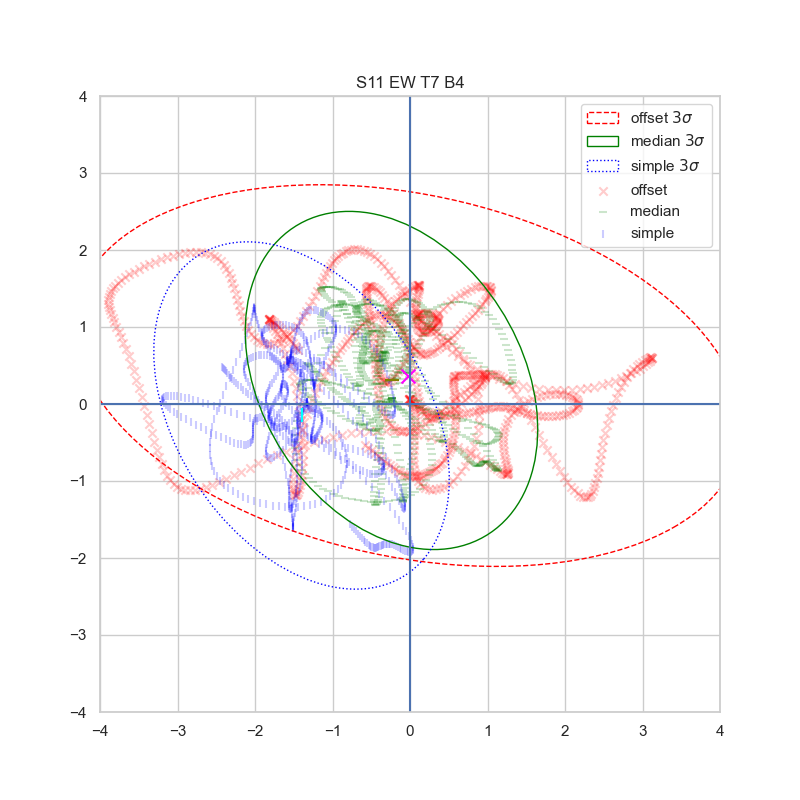 S11 EW T7 B4
4
3
2
1
0
−1
−2
−3
−4
−4
−3
−2
−1
0
1
2
3
4
offset 3σ
median 3σ
simple 3σ
offset
median
simple